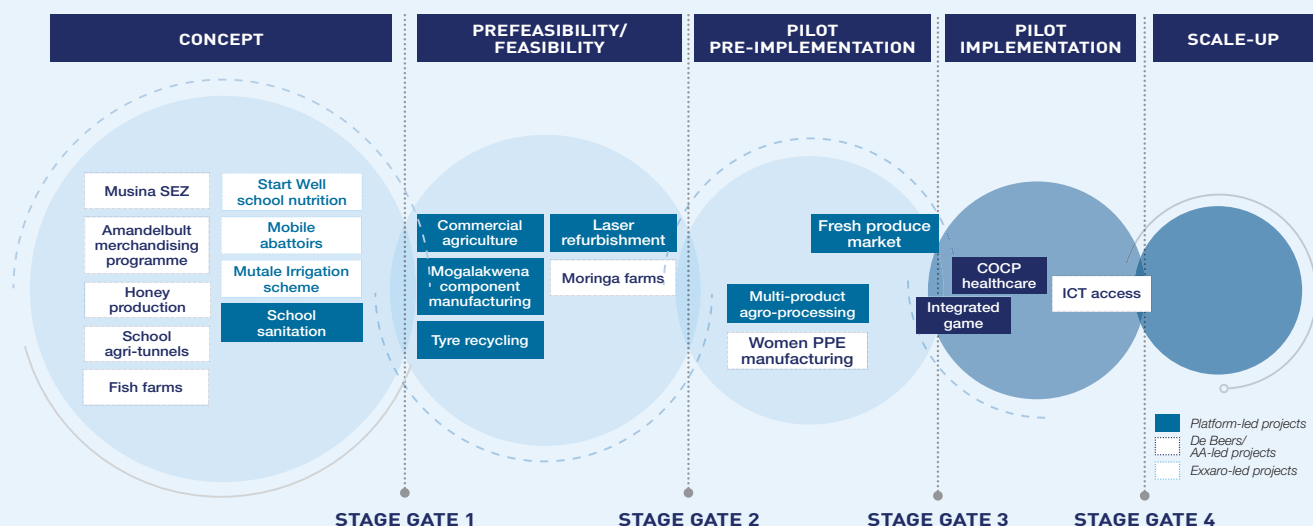 CONCEPT
PREFEASIBILITY/
FEASIBILITY
PILOT
PRE-IMPLEMENTATION
PILOT
IMPLEMENTATION
SCALE-UP
Musina SEZ
Amandelbult
merchandising
programme
Honey
production
School
agri-tunnels
Fish farms
Start Well
school nutrition
Mobile
abattoirs
Mutale Irrigation
scheme
School
sanitation
Commercial
agriculture
Mogalakwena
component
manufacturing
Tyre recycling
Laser
refurbishment
Moringa farms
Fresh produce
market
Multi-product
agro-processing
Women PPE
manufacturing
COCP
healthcare
Integrated
game
ICT access
Platform-led projects
De Beers/
AA-led projects
Exxaro-led projects
STAGE GATE 1
STAGE GATE 2
STAGE GATE 3
STAGE GATE 4